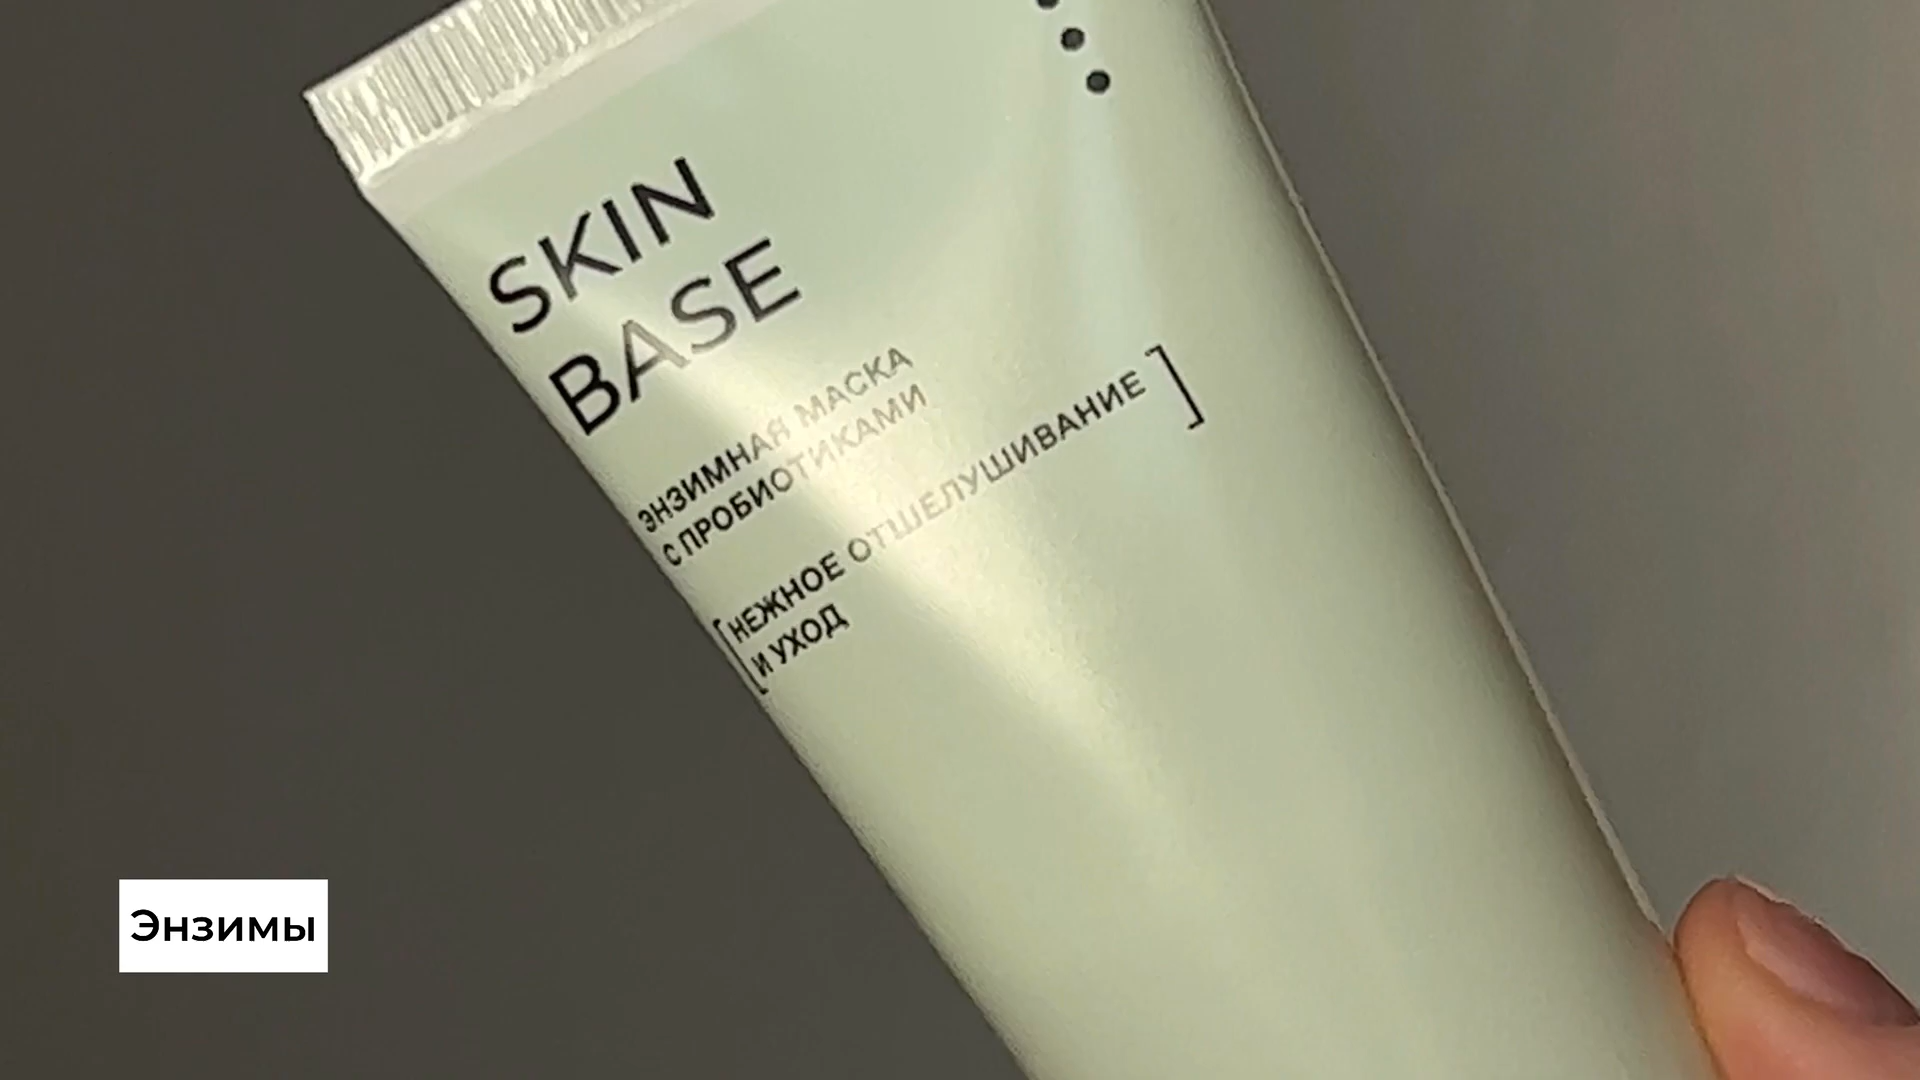 SKIN
BASE
ЭНЗИМНАЯ МАСКА
С ПРОБИОТИКАМИ
[НЕЖНОЕ ОТШЕЛУШИВАНИЕ]
И УХОД
Энзимы